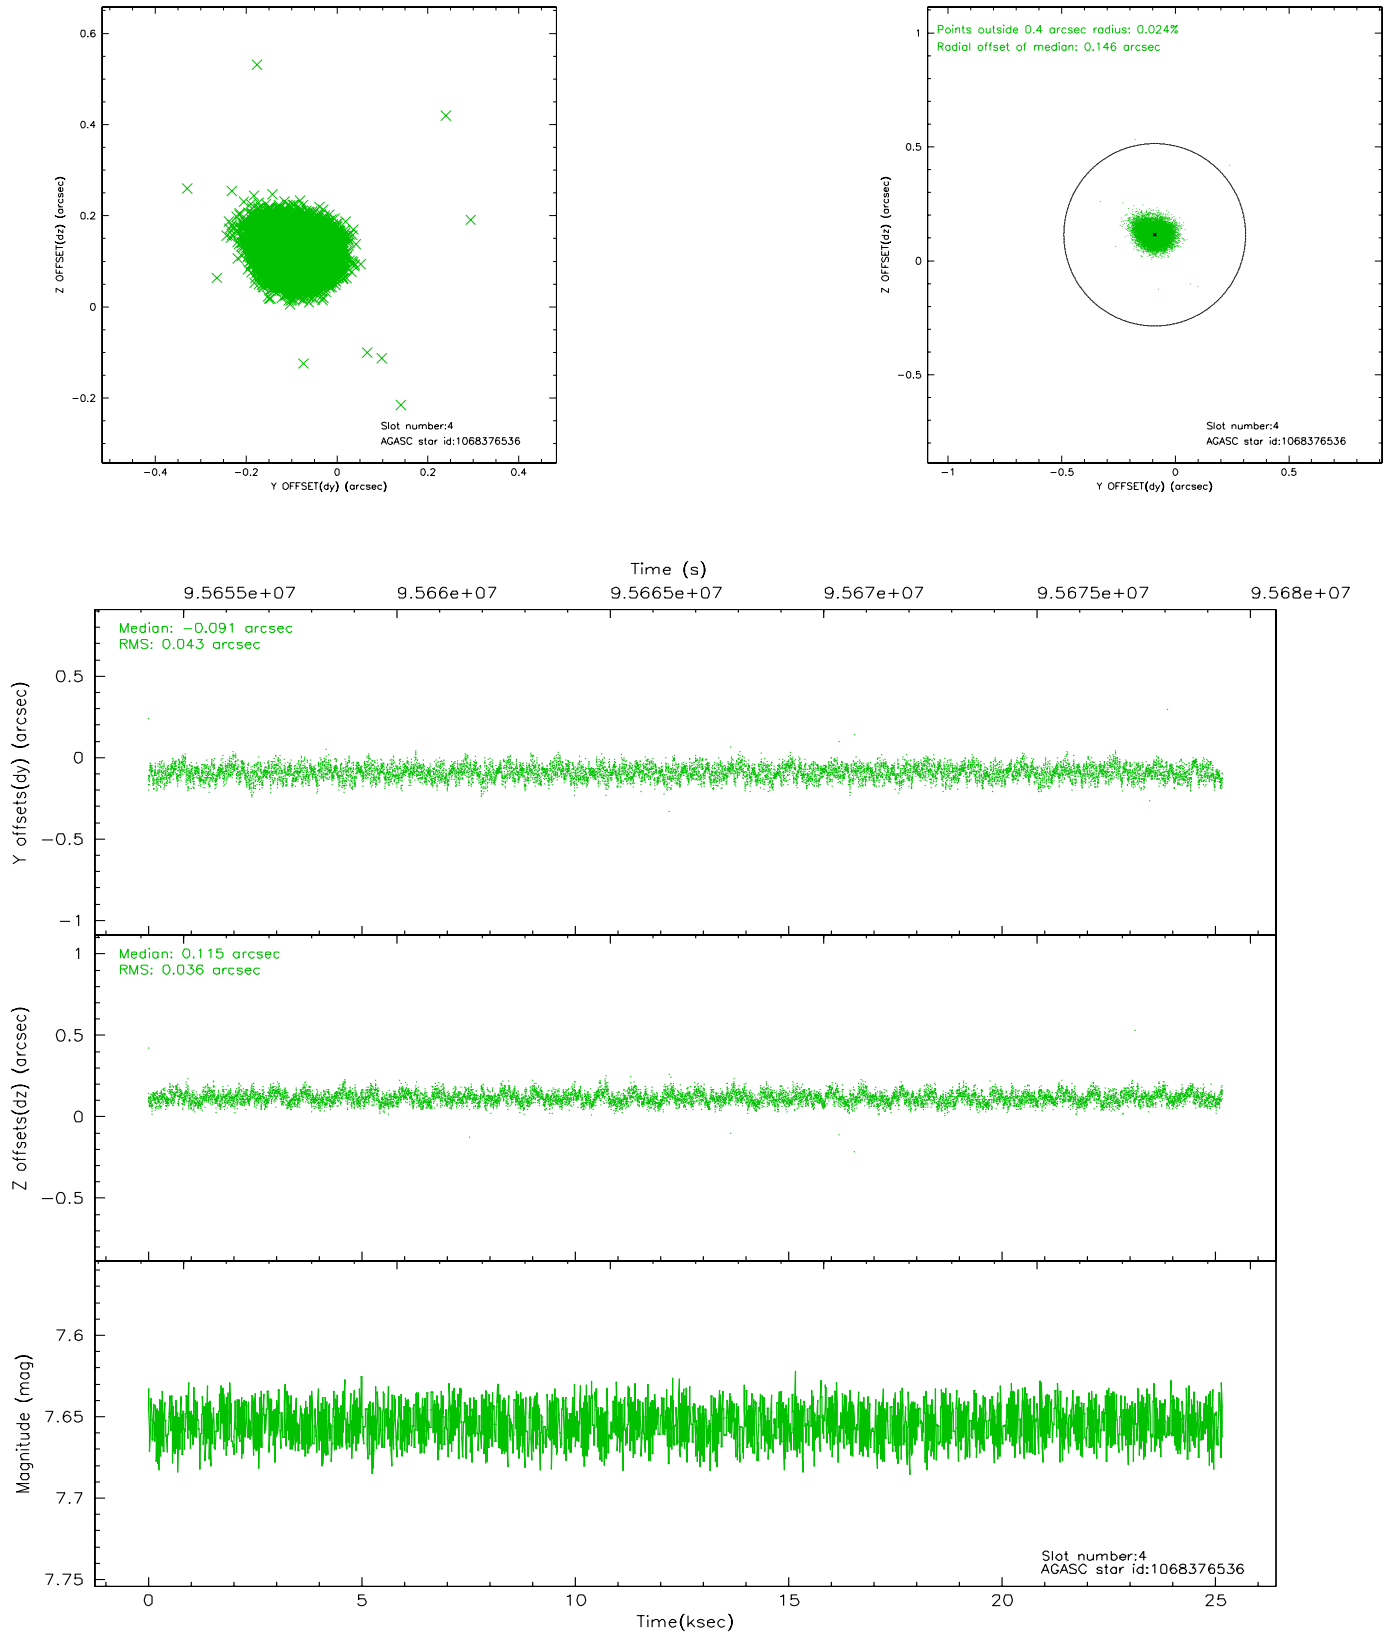 0.6
0.4
0.2
0
−0.2
Z OFFSET(dz) (arcsec)
−0.4
−0.2
0
0.2
0.4
Y OFFSET(dy) (arcsec)
Slot number:4
AGASC star id:1068376536
Points outside 0.4 arcsec radius: 0.024%
Radial offset of median: 0.146 arcsec
1
0.5
0
−0.5
Z OFFSET(dz) (arcsec)
−1
−0.5
0
0.5
Y OFFSET(dy) (arcsec)
Slot number:4
AGASC star id:1068376536
Time (s)
9.5655e+07
9.566e+07
9.5665e+07
9.567e+07
9.5675e+07
9.568e+07
Median: −0.091 arcsec
RMS: 0.043 arcsec
0.5
0
−0.5
−1
Y offsets(dy) (arcsec)
Median: 0.115 arcsec
RMS: 0.036 arcsec
1
0.5
0
−0.5
Z offsets(dz) (arcsec)
7.6
7.65
7.7
7.75
Magnitude (mag)
Slot number:4
AGASC star id:1068376536
0
5
10
15
20
25
Time(ksec)